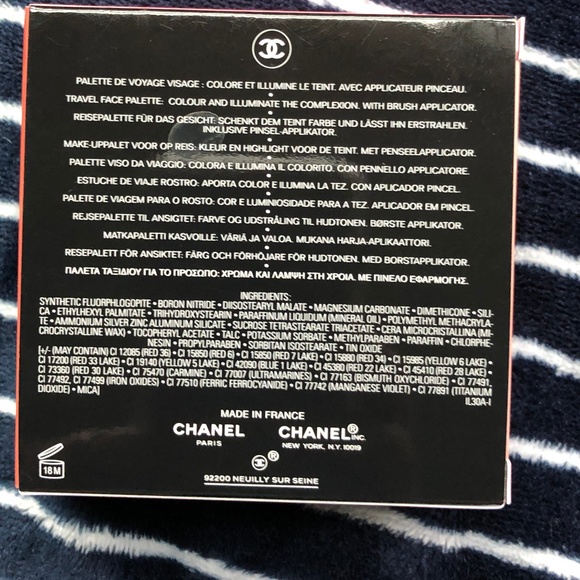 PALETTE DE VOYAGE VISAGE : COLORE ET ILLUMINE LE TEINT. AVEC APPLICATEUR PINCEAU.
TRAVEL FACE PALETTE: COLOUR AND ILLUMINATE THE COMPLEXION. WITH BRUSH APPLICATOR.
REISEPALETTE FÜR DAS GESICHT: SCHENKT DEM TEINT FARBE UND LÄSST IHN ERSTRAHLEN.
INKLUSIVE PINSEL-APPLIKATOR.
MAKE-UPPALET VOOR OP REIS: KLEUR EN HIGHLIGHT VOOR DE TEINT. MET PENSEELAPPLICATOR.
PALETTE VISO DA VIAGGIO: COLORA E ILLUMINA IL COLORITO. CON PENNELLO APPLICATORE.
ESTUCHE DE VIAJE ROSTRO: APORTA COLOR E ILUMINA LA TEZ. CON APLICADOR PINCEL.
PALETE DE VIAGEM PARA O ROSTO: COR E LUMINOSIDADE PARA A TEZ. APLICADOR EM PINCEL.
REJSEPALETTE TIL ANSIGTET: FARVE OG UDSTRÅLING TIL HUDTONEN. BØRSTE APPLIKATOR.
MATKAPALETTI KASVOILLE: VÄRIÄ JA VALOA. MUKANA HARJA-APLIKAATTORI.
RESEPALETT FÖR ANSIKTET: FÄRG OCH FÖRHÖJARE FÖR HUDTONEN. MED BORSTAPPLIKATOR.
ΠΑΛΕΤΑ ΤΑΞΙΔΙΟΥ ΓΙΑ ΤΟ ΠΡΟΣΩΠΟ: ΧΡΩΜΑ ΚΑΙ ΛΑΜΨΗ ΣΤΗ ΧΡΟΙΑ. ΜΕ ΠΙΝΕΛΟ ΕΦΑΡΜΟΓΗΣ.
INGREDIENTS:
SYNTHETIC FLUORPHLOGOPITE • BORON NITRIDE • DIISOSTEARYL MALATE • MAGNESIUM CARBONATE • DIMETHICONE • SILI-
CA • ETHYLHEXYL PALMITATE • TRIHYDROXYSTEARIN • PARAFFINUM LIQUIDUM (MINERAL OIL) • POLYMETHYL METHACRYLA-
TE • AMMONIUM SILVER ZINC ALUMINUM SILICATE • SUCROSE TETRASTEARATE TRIACETATE • CERA MICROCRISTALLINA (MI-
CROCRYSTALLINE WAX) • TOCOPHERYL ACETATE • TALC • POTASSIUM SORBATE • METHYLPARABEN • PARAFFIN • CHLORPHE-
NESIN • PROPYLPARABEN • SORBITAN ISOSTEARATE • TIN OXIDE
[+/- (MAY CONTAIN) CI 12085 (RED 36) • CI 15850 (RED 6) • CI 15850 (RED 7 LAKE) • CI 15880 (RED 34) • CI 15985 (YELLOW 6 LAKE) •
CI 17200 (RED 33 LAKE) • CI 19140 (YELLOW 5 LAKE) • CI 42090 (BLUE 1 LAKE) • CI 45380 (RED 22 LAKE) • CI 45410 (RED 28 LAKE) •
CI 73360 (RED 30 LAKE) • CI 75470 (CARMINE) • CI 77007 (ULTRAMARINES) • CI 77163 (BISMUTH OXYCHLORIDE) • CI 77491,
CI 77492, CI 77499 (IRON OXIDES) • CI 77510 (FERRIC FERROCYANIDE) • CI 77742 (MANGANESE VIOLET) • CI 77891 (TITANIUM
DIOXIDE) • MICA]
IL30A-I
MADE IN FRANCE
CHANEL CHANEL® INC.
PARIS NEW YORK, N.Y. 10019
®
18 M
92200 NEUILLY SUR SEINE